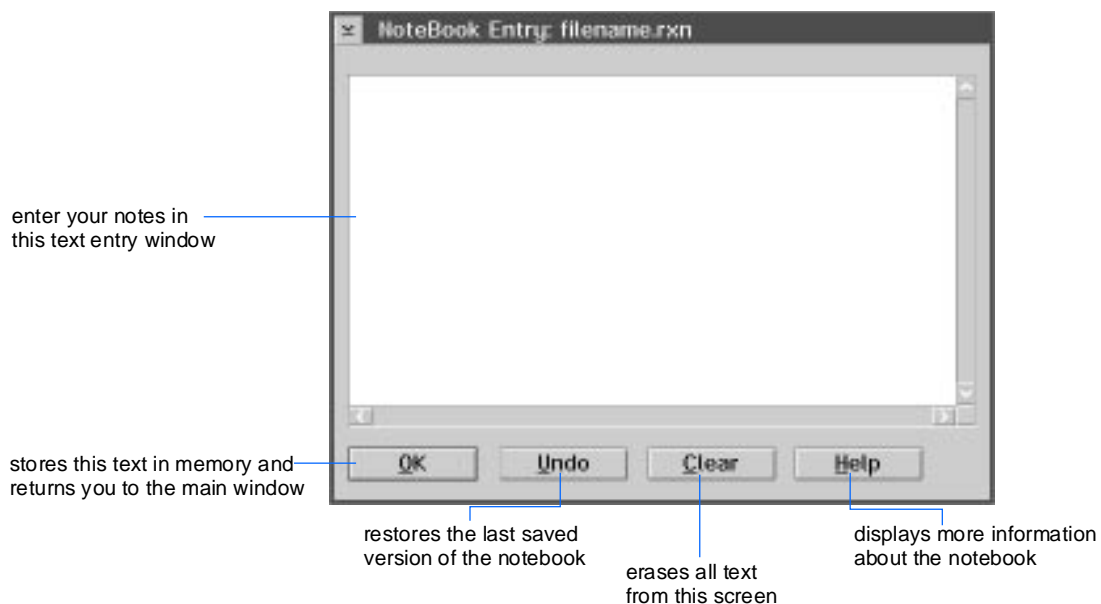 NoteBook Entry: filename.rxn
enter your notes in
this text entry window
OK Undo Clear Help
stores this text in memory and
returns you to the main window
restores the last saved
version of the notebook
erases all text
from this screen
displays more information
about the notebook